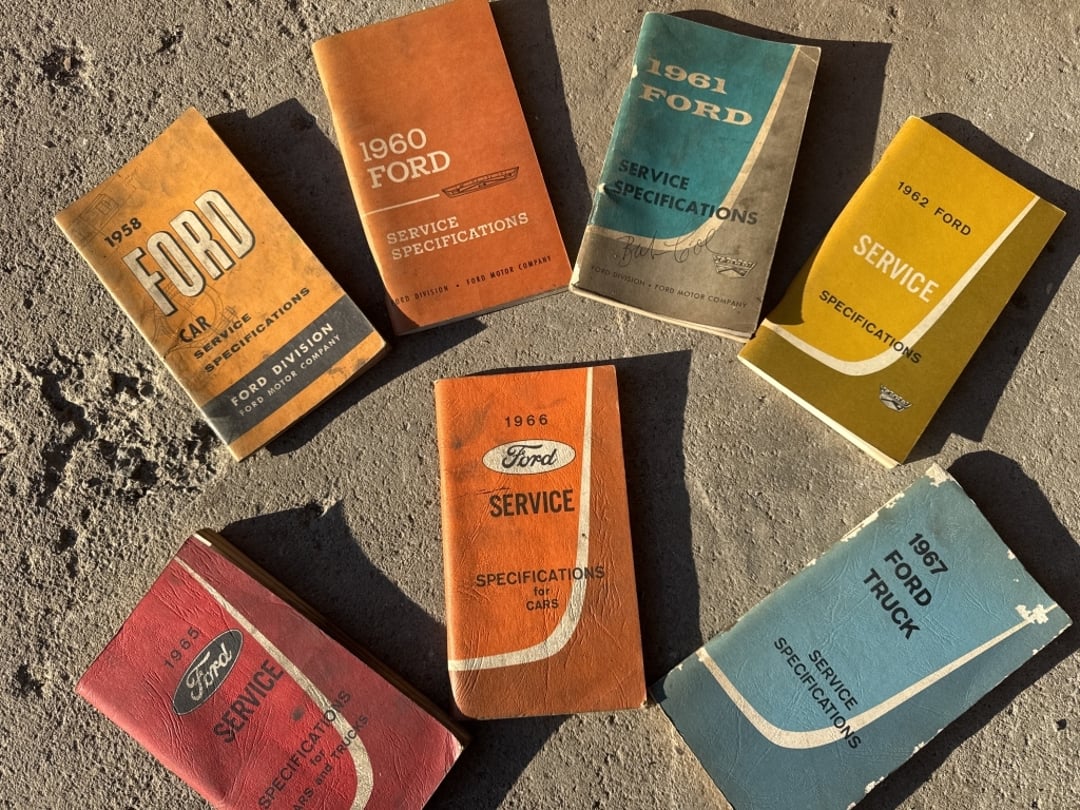 1958
FORD
CAR
SERVICE
SPECIFICATIONS
FORD DIVISION
FORD MOTOR COMPANY
1960
FORD
SERVICE
SPECIFICATIONS
ORD DIVISION • FORD MOTOR COMPANY
1961
FORD
SERVICE
SPECIFICATIONS
FORD DIVISION • FORD MOTOR COMPANY
1962 FORD
SERVICE
SPECIFICATIONS
1965
Ford
SERVICE
SPECIFICATIONS
for
ARS and TRUCKS
1966
Ford
SERVICE
SPECIFICATIONS
for
CARS
1967
FORD
TRUCK
SERVICE
SPECIFICATIONS